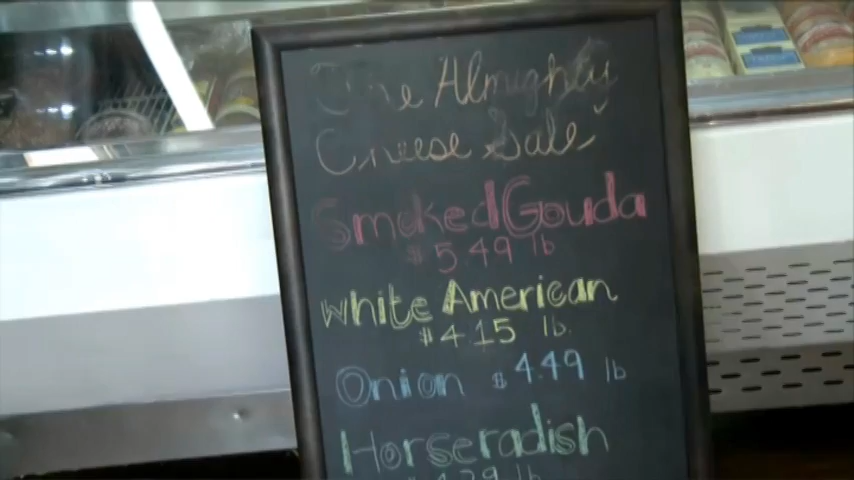 The Almighty
Cheese Sale
Smoked Gouda
$5.49 lb
White American
$4.15 lb.
Onion $4.49 lb
Horseradish
lb